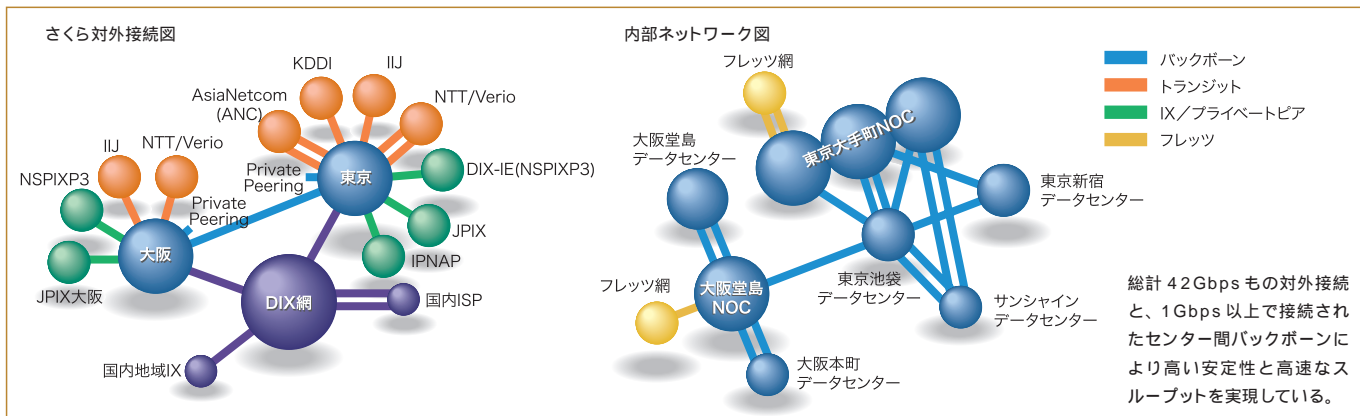 さくら対外接続図
KDDI
IIJ
AsiaNetcom
(ANC)
NTT/Verio
IIJ
NTT/Verio
NSPIXP3
Private
Peering
東京
DIX-IE(NSPIXP3)
Private
Peering
大阪
JPIX
IPNAP
JPIX大阪
DIX網
国内ISP
国内地域IX
内部ネットワーク図
フレッツ網
東京大手町NOC
大阪堂島
データセンター
東京新宿
データセンター
東京池袋
データセンター
フレッツ網
大阪堂島
NOC
サンシャイン
データセンター
大阪本町
データセンター
バックボーン
トランジット
IX／プライベートピア
フレッツ
総計 42Gbps もの対外接続
と、1Gbps 以上で接続され
たセンター間バックボーンに
より高い安定性と高速なス
ループットを実現している。